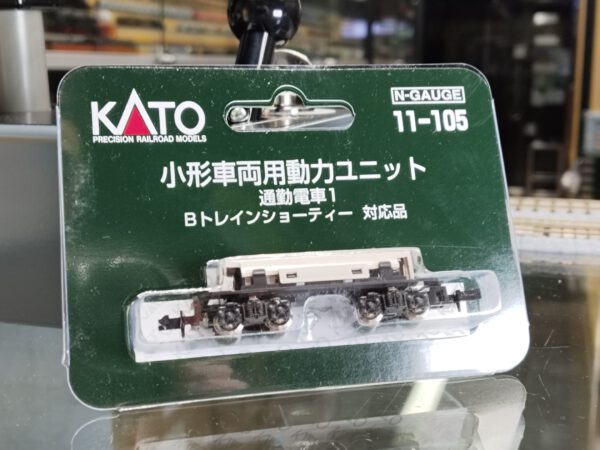 KATO
PRECISION RAILROAD MODELS
N-GAUGE
11-105
小形車両用動力ユニット
通勤電車1
Bトレインショーティー 対応品